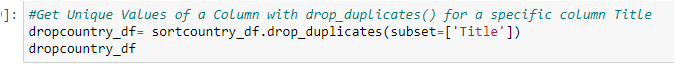 ]: #Get Unique Values of a Column with drop_duplicates() for a specific column Title
dropcountry_df= sortcountry_df.drop_duplicates(subset=['Title'])
dropcountry_df